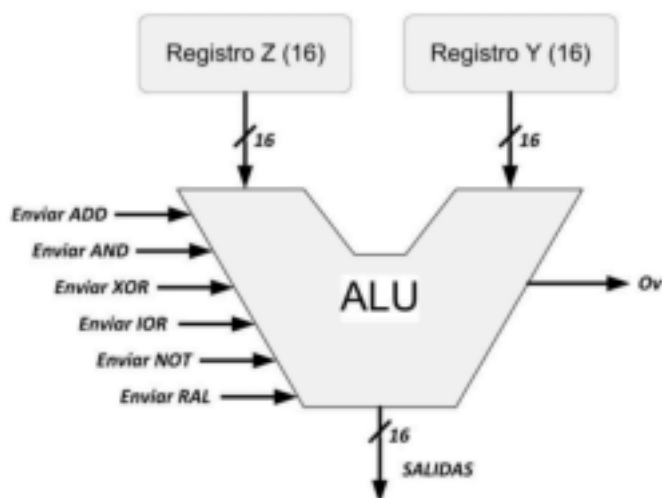 Registro Z (16)
Registro Y (16)
16
16
Enviar ADD
Enviar AND
Enviar XOR
Enviar IOR
Enviar NOT
Enviar RAL
ALU
Ov
16
SALIDAS